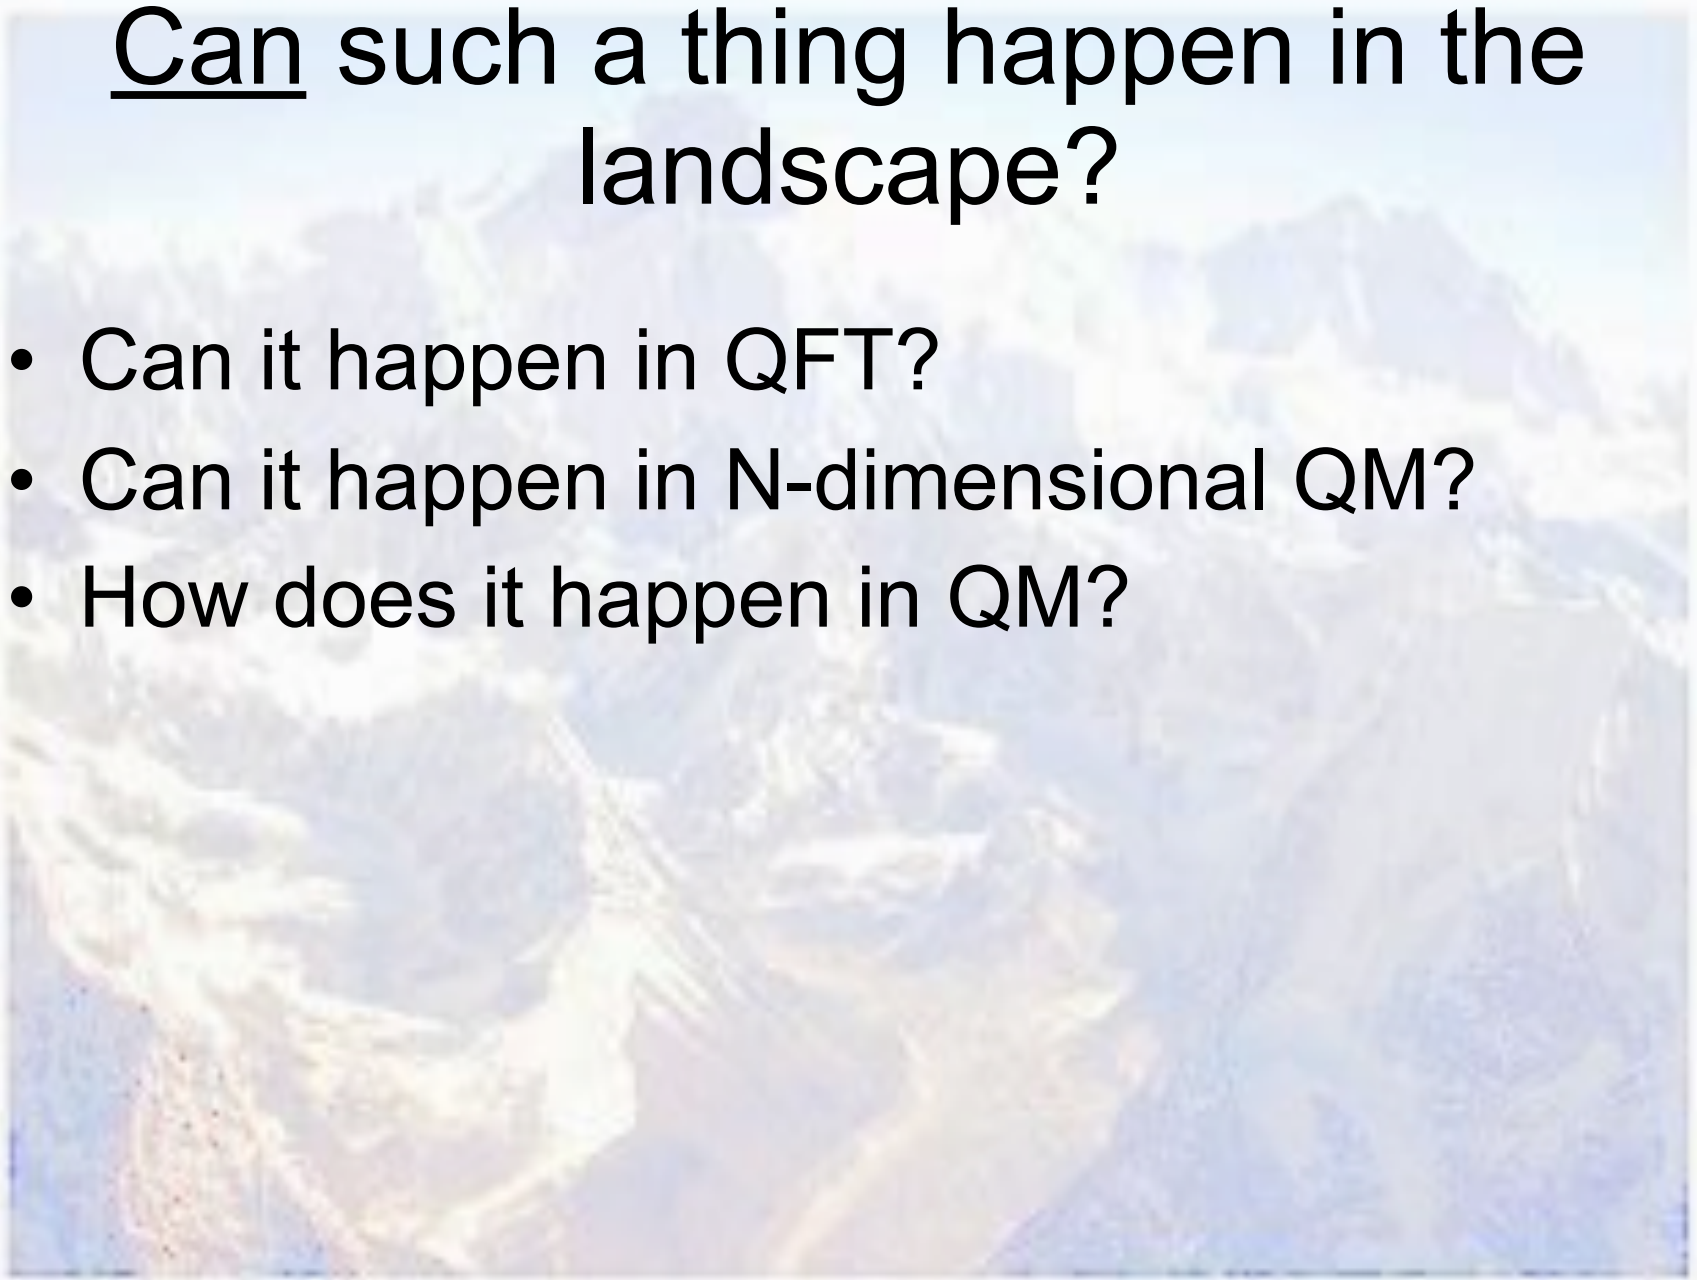 Can such a thing happen in the
landscape?
• Can it happen in QFT?
• Can it happen in N-dimensional QM?
• How does it happen in QM?